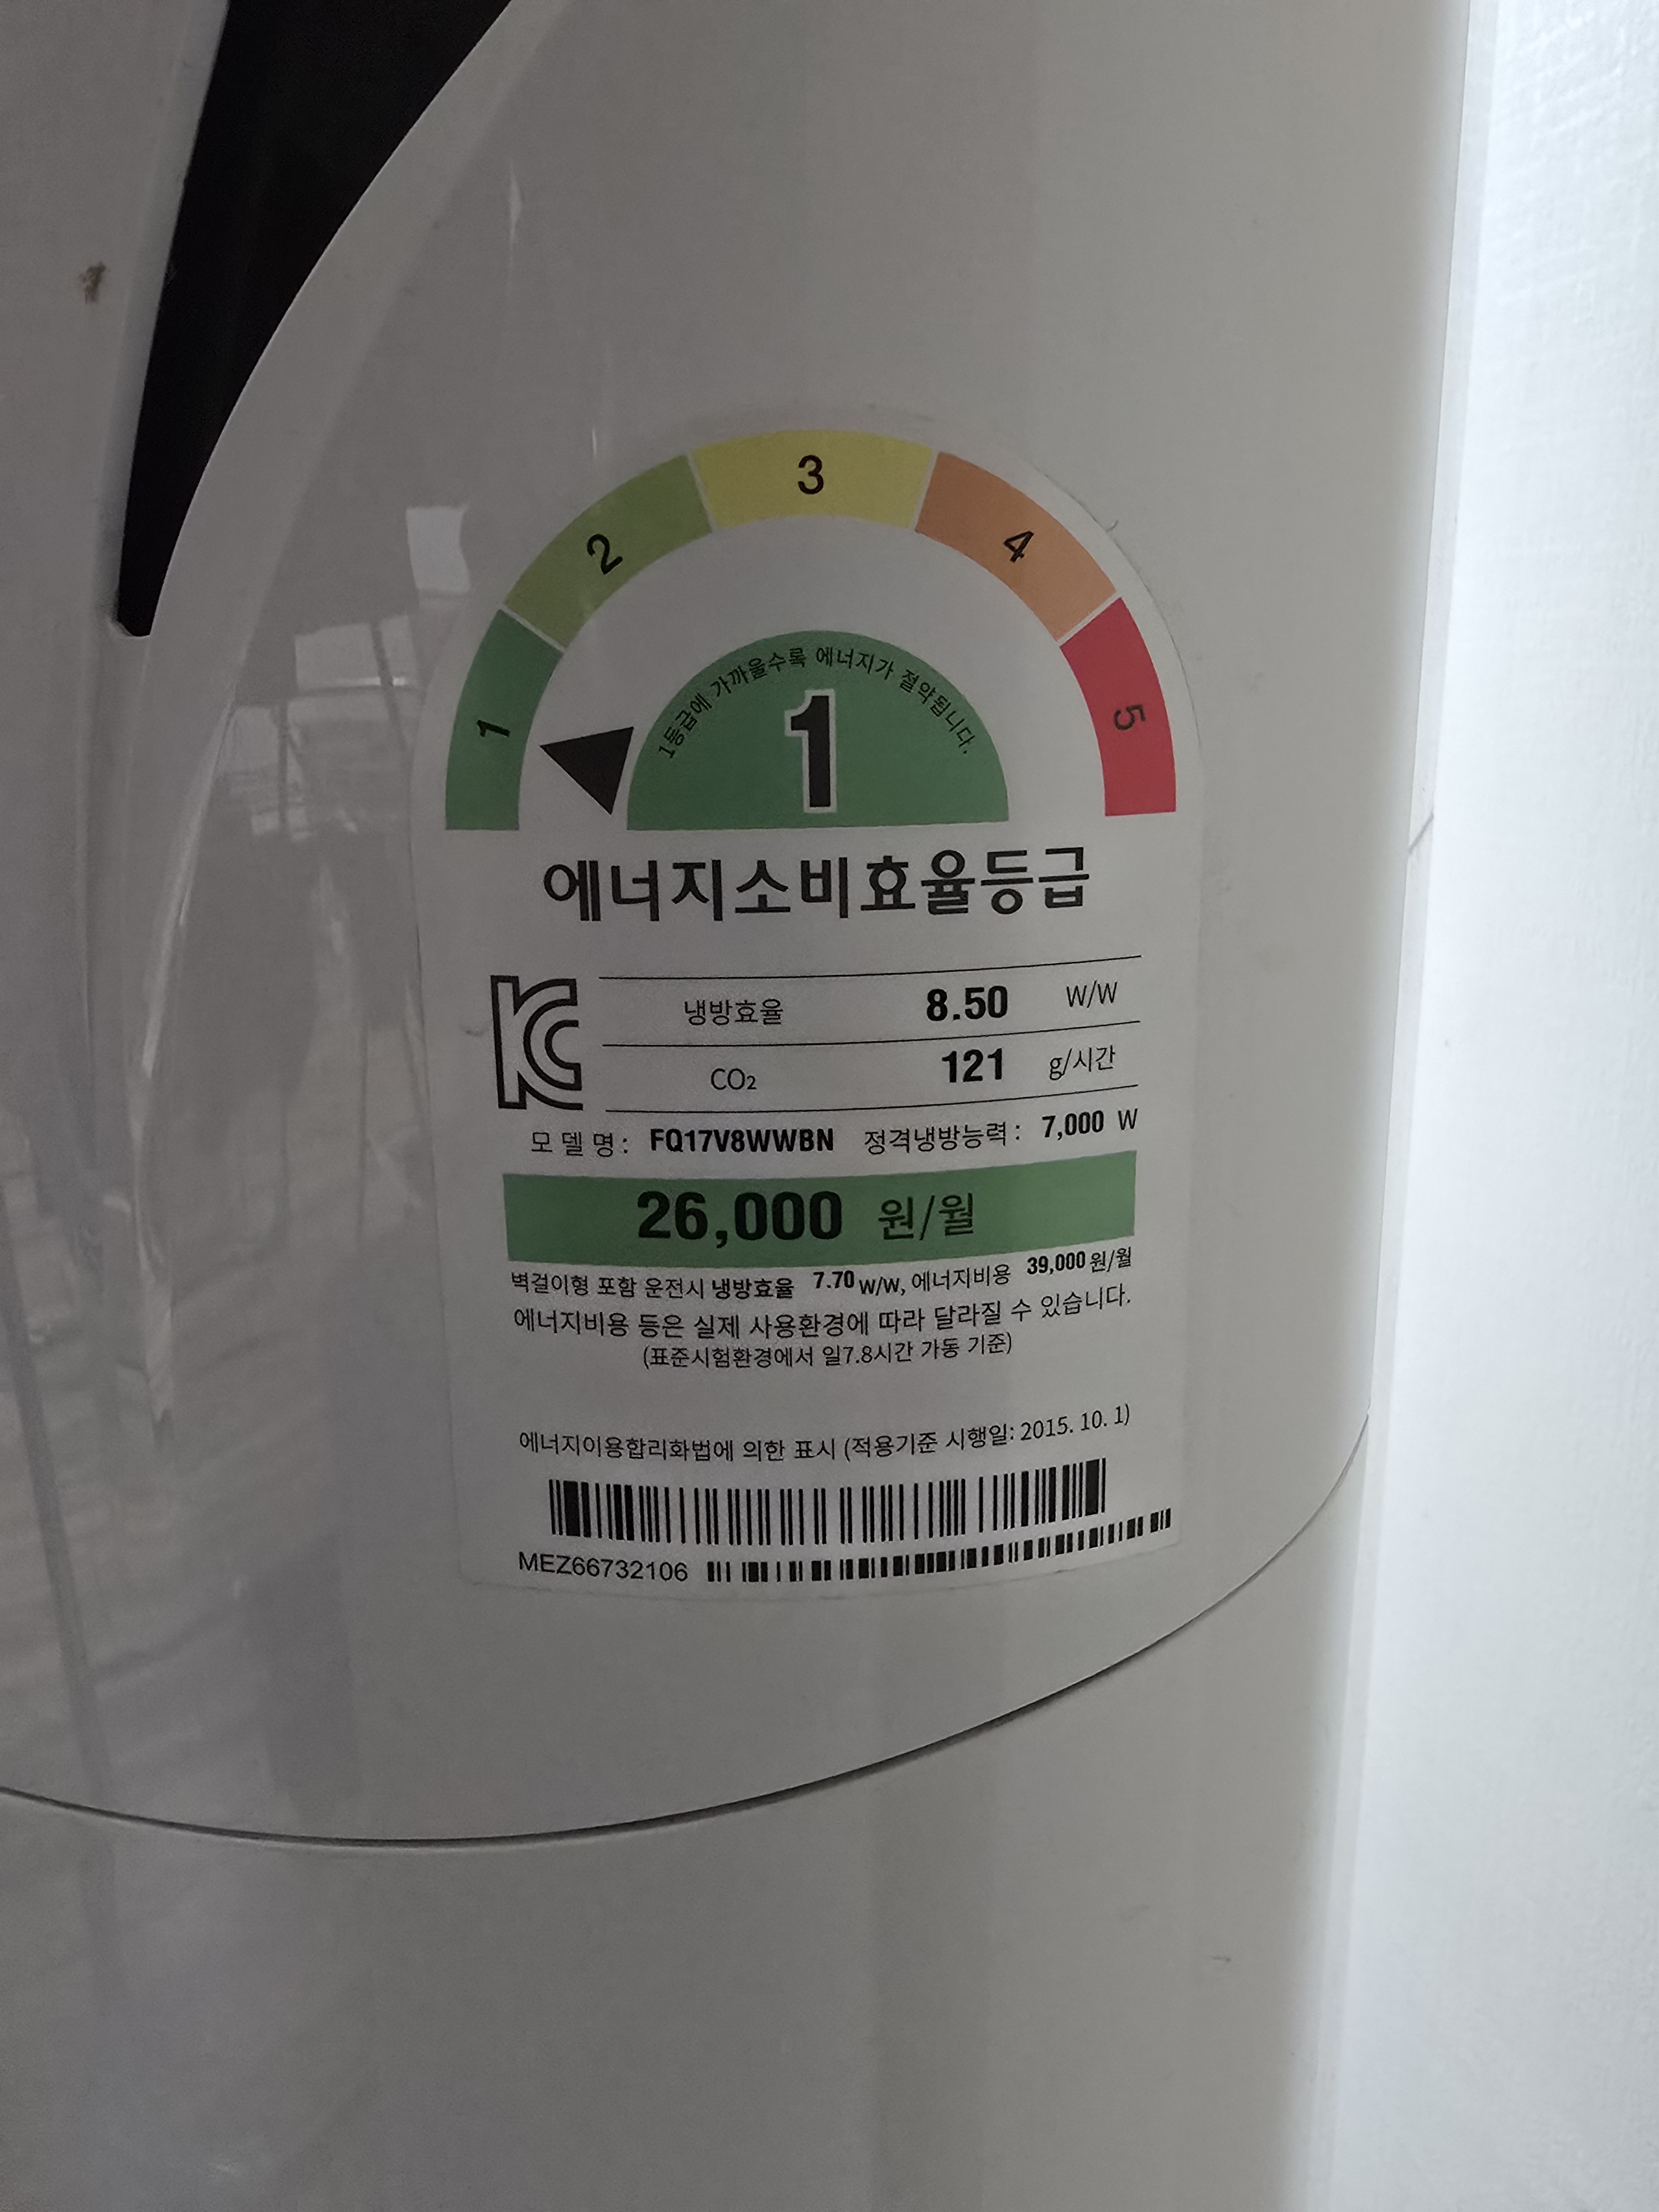 1 2 3 4 5
1등급에 가까울수록 에너지가 절약됩니다.
1
에너지소비효율등급
냉방효율 8.50 W/W
CO₂ 121 g/시간
모델명: FQ17V8WWBN 정격냉방능력: 7,000 W
26,000 원/월
벽걸이형 포함 운전시 냉방효율 7.70 W/W, 에너지비용 39,000 원/월
에너지비용 등은 실제 사용환경에 따라 달라질 수 있습니다.
(표준시험환경에서 일7.8시간 가동 기준)
에너지이용합리화법에 의한 표시 (적용기준 시행일: 2015. 10. 1)
MEZ66732106